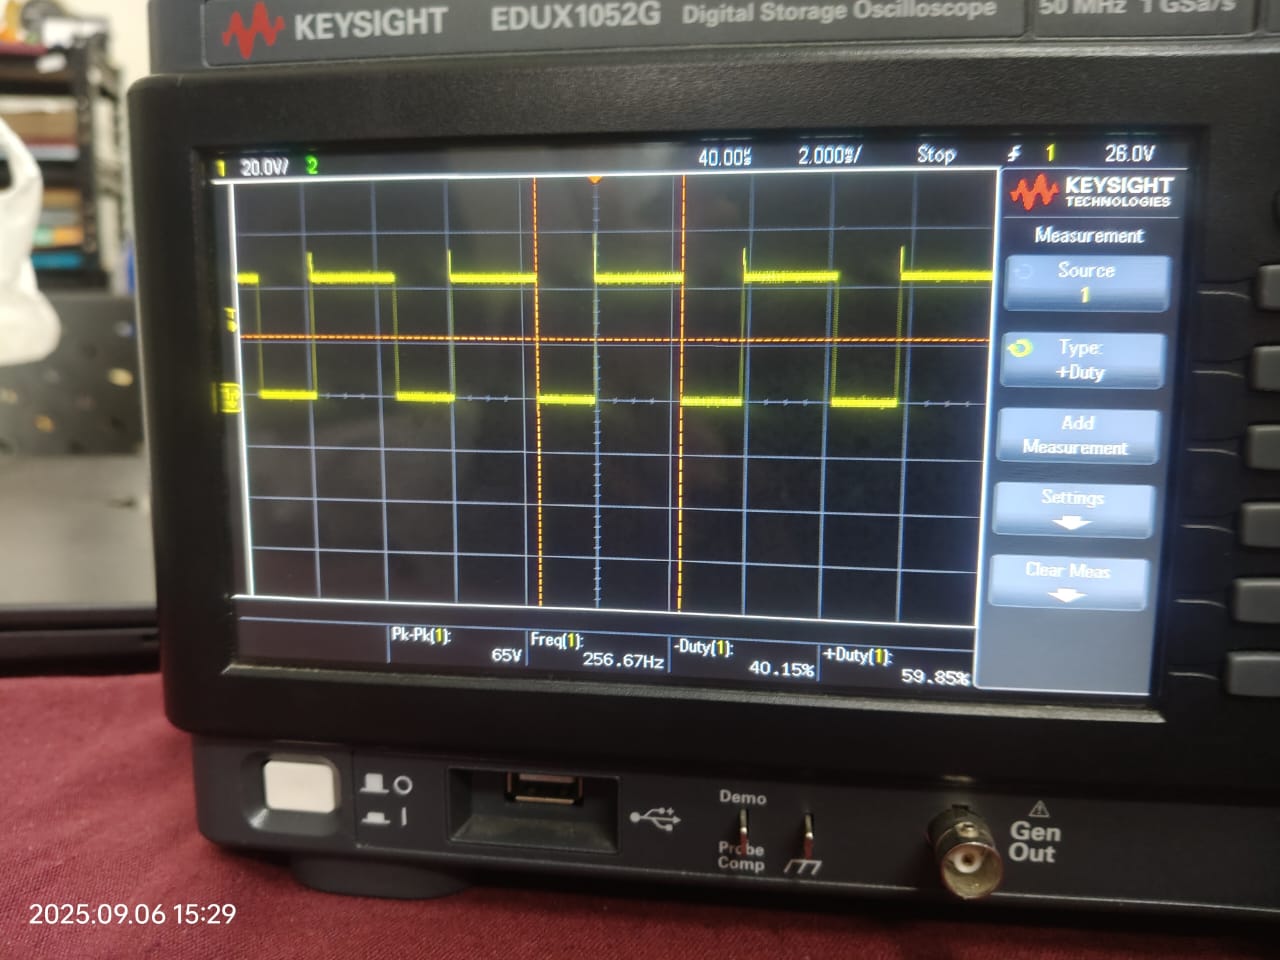 KEYSIGHT EDUX1052G Digital Storage Oscilloscope 50 MHz 1 GSa/s
1 20.0V/ 2 40.00µs 2.000ms/ Stop 1 26.0V
KEYSIGHT
TECHNOLOGIES
Measurement
Source
1
Type:
+Duty
Add
Measurement
Settings
Clear Meas
Pk-Pk(1):
65V
Freq(1):
256.67Hz
-Duty(1):
40.15%
+Duty(1):
59.85%
Demo
Probe
Comp
Gen
Out
2025.09.06 15:29